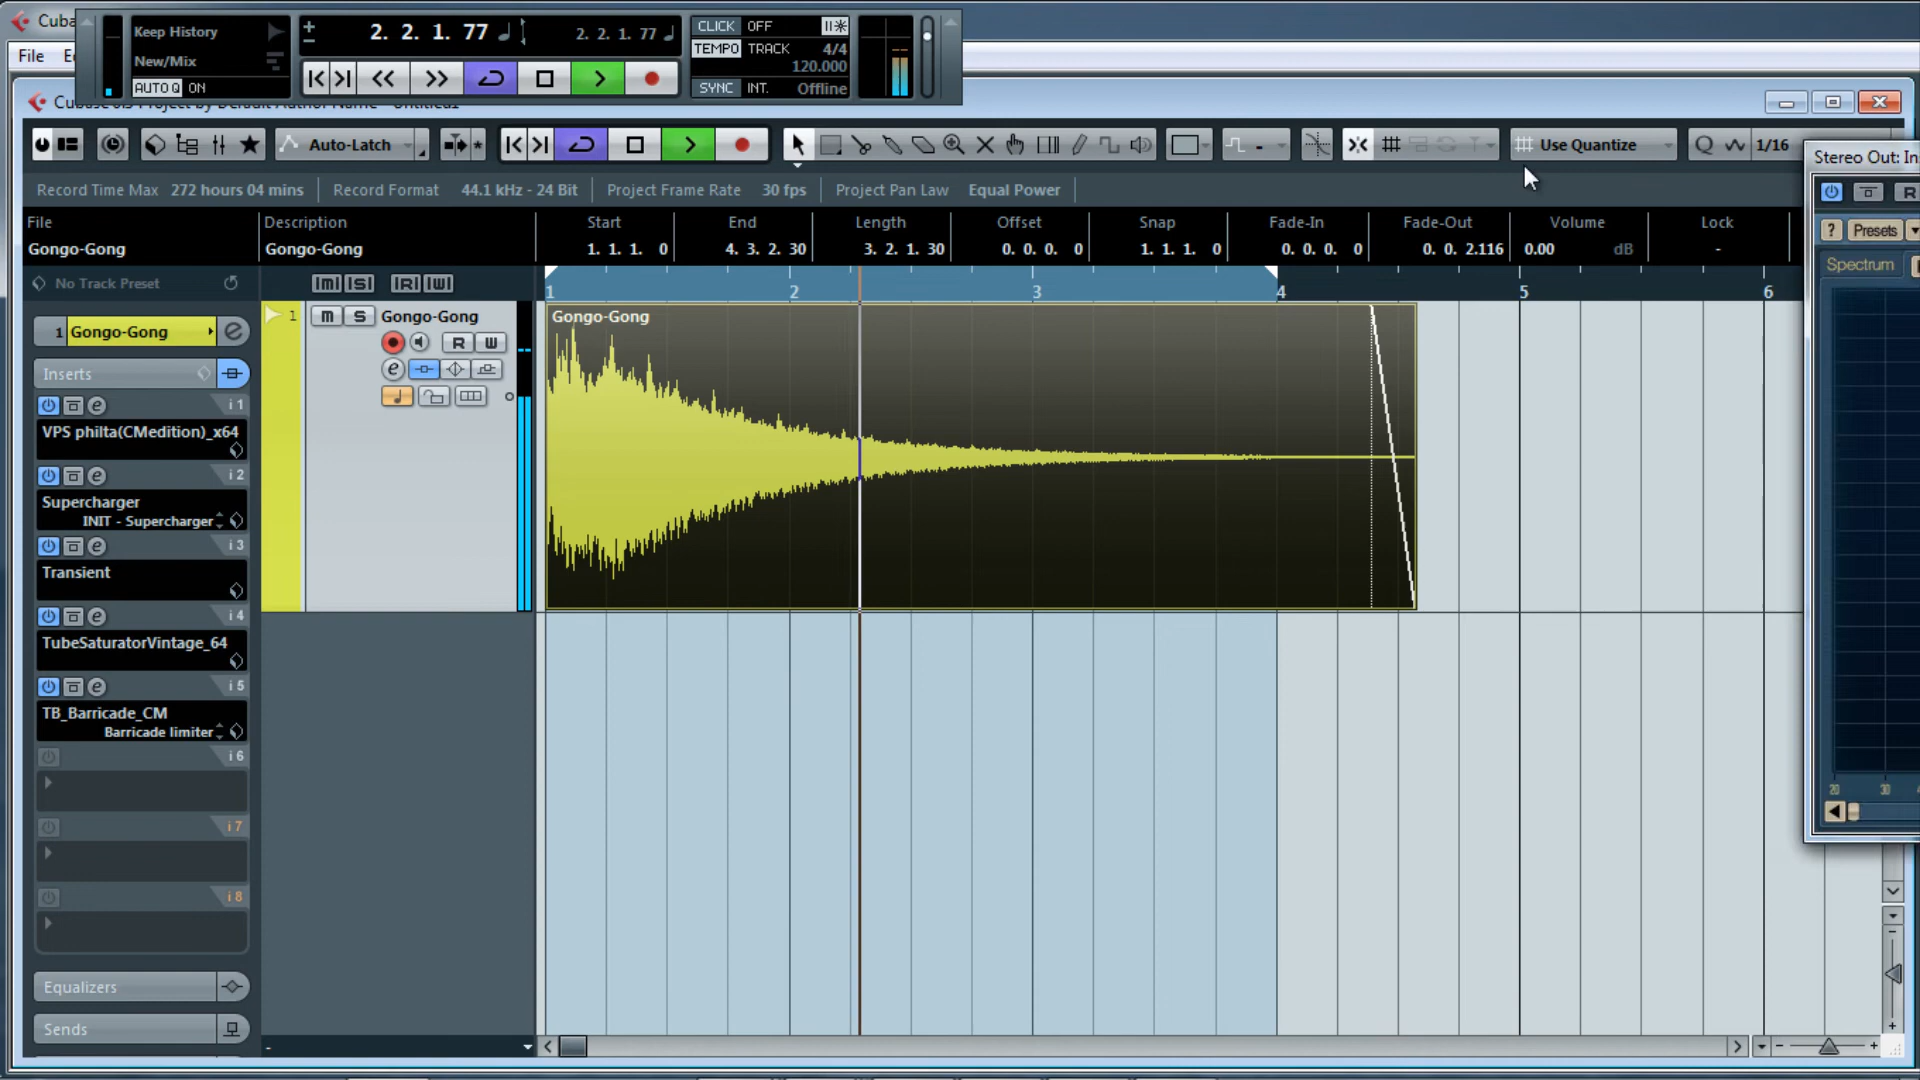 Cuba
File
Keep History
New/Mix
AUTO Q ON
2. 2. 1. 77
2. 2. 1. 77
CLICK OFF
TEMPO TRACK 4/4
120.000
SYNC INT. Offline
Auto-Latch
Use Quantize
Q
1/16
Stereo Out: In
Record Time Max 272 hours 04 mins
Record Format 44.1 kHz - 24 Bit
Project Frame Rate 30 fps
Project Pan Law Equal Power
R
File
Gongo-Gong
Description
Gongo-Gong
Start
1. 1. 1. 0
End
4. 3. 2. 30
Length
3. 2. 1. 30
Offset
0. 0. 0. 0
Snap
1. 1. 1. 0
Fade-In
0. 0. 0. 0
Fade-Out
0. 0. 2.116
Volume
0.00 dB
Lock
-
? Presets
Spectrum
No Track Preset
M S R W
1 2 3 4 5 6
1 Gongo-Gong e
1 m S Gongo-Gong
R W
e
Gongo-Gong
Inserts
e i 1
VPS philta(CMedition)_x64
e i 2
Supercharger
INIT - Supercharger
e i 3
Transient
e i 4
TubeSaturatorVintage_64
e i 5
TB_Barricade_CM
Barricade limiter
i 6
i 7
i 8
20 30
Equalizers
Sends